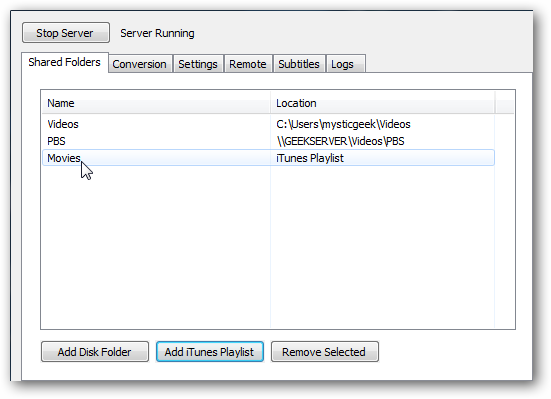 Stop Server Server Running
Shared Folders Conversion Settings Remote Subtitles Logs
Name Location
Videos C:\Users\mysticgeek\Videos
PBS \\GEEKSERVER\Videos\PBS
Movies iTunes Playlist
Add Disk Folder Add iTunes Playlist Remove Selected